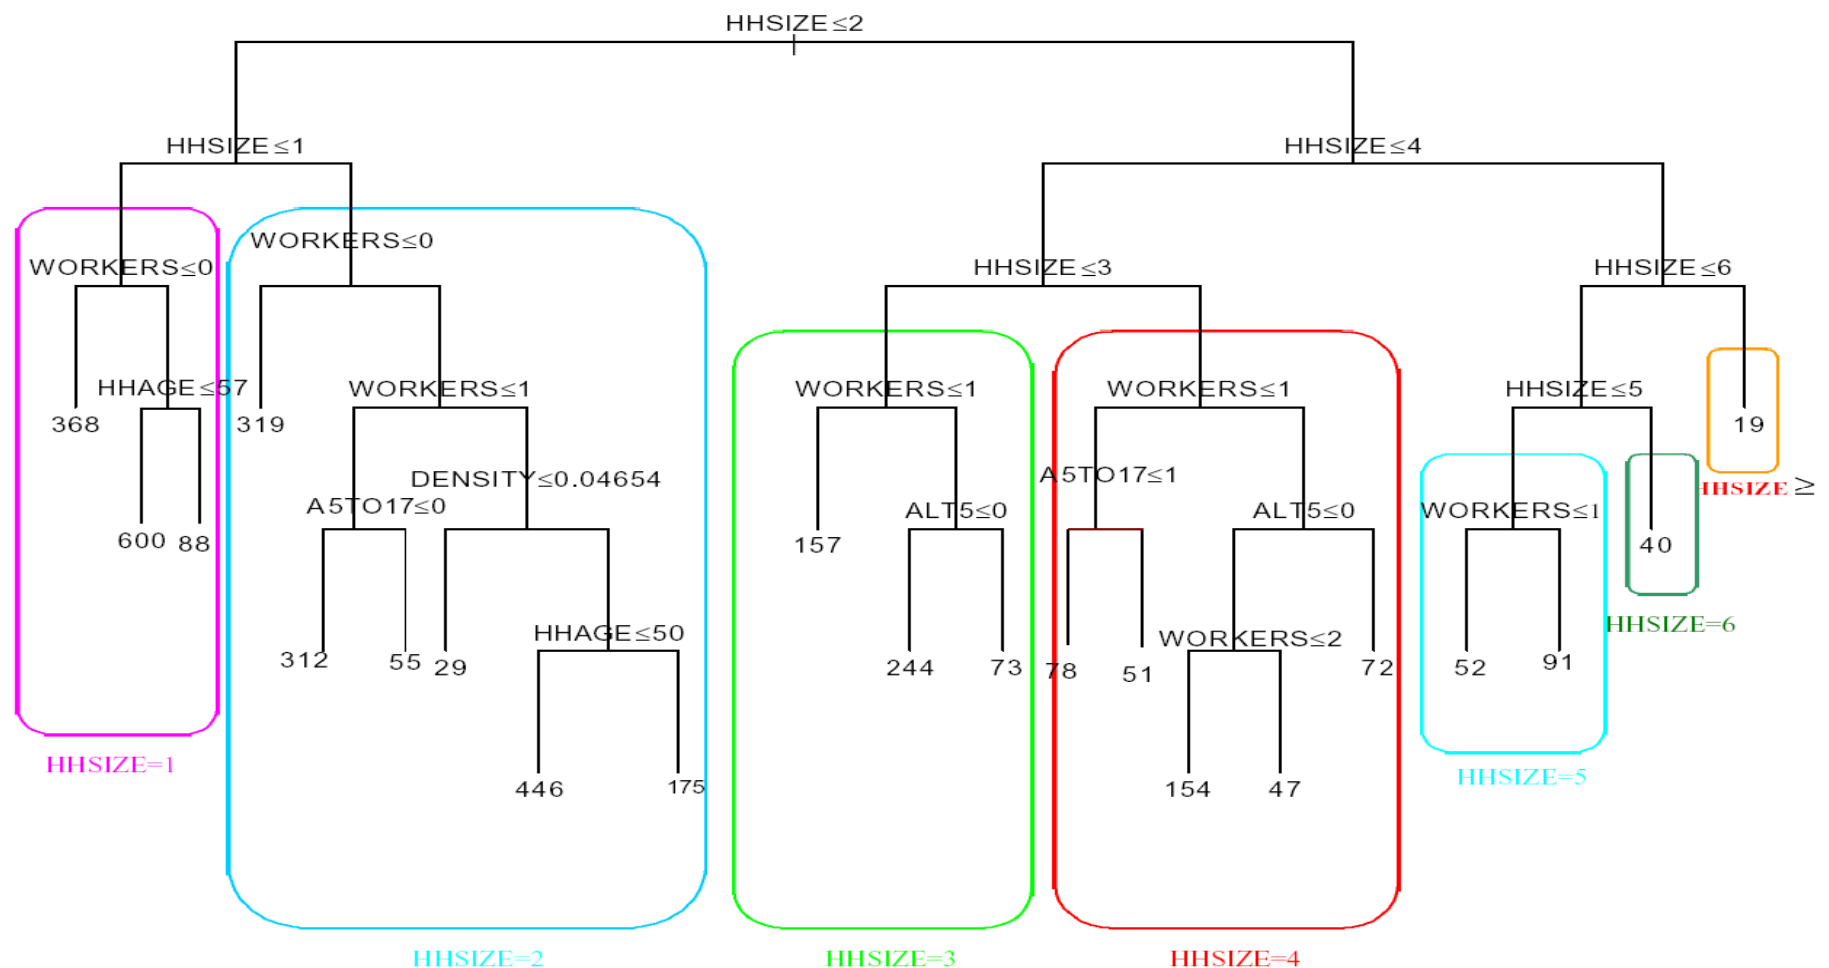 HHSIZE≤2
HHSIZE≤1
HHSIZE≤4
WORKERS≤0
WORKERS≤0
HHSIZE≤3
HHSIZE≤6
HHAGE≤57
WORKERS≤1
WORKERS≤1
WORKERS≤1
HHSIZE≤5
368
319
19
DENSITY≤0.04654
A5TO17≤1
HHSIZE ≥
A5TO17≤0
ALT5≤0
ALT5≤0
WORKERS≤1
600
88
157
40
HHSIZE=6
HHAGE≤50
WORKERS≤2
312
55
29
244
73
78
51
72
52
91
HHSIZE=1
HHSIZE=5
446
175
154
47
HHSIZE=2
HHSIZE=3
HHSIZE=4